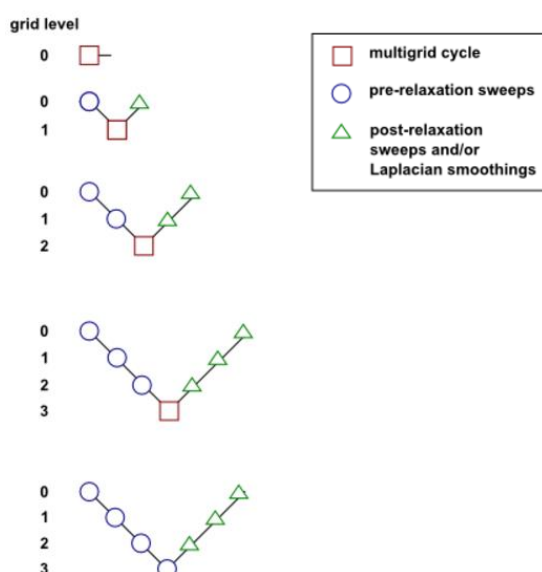 grid level
0
0
1
0
1
2
0
1
2
3
0
1
2
3
multigrid cycle
pre-relaxation sweeps
post-relaxation
sweeps and/or
Laplacian smoothings